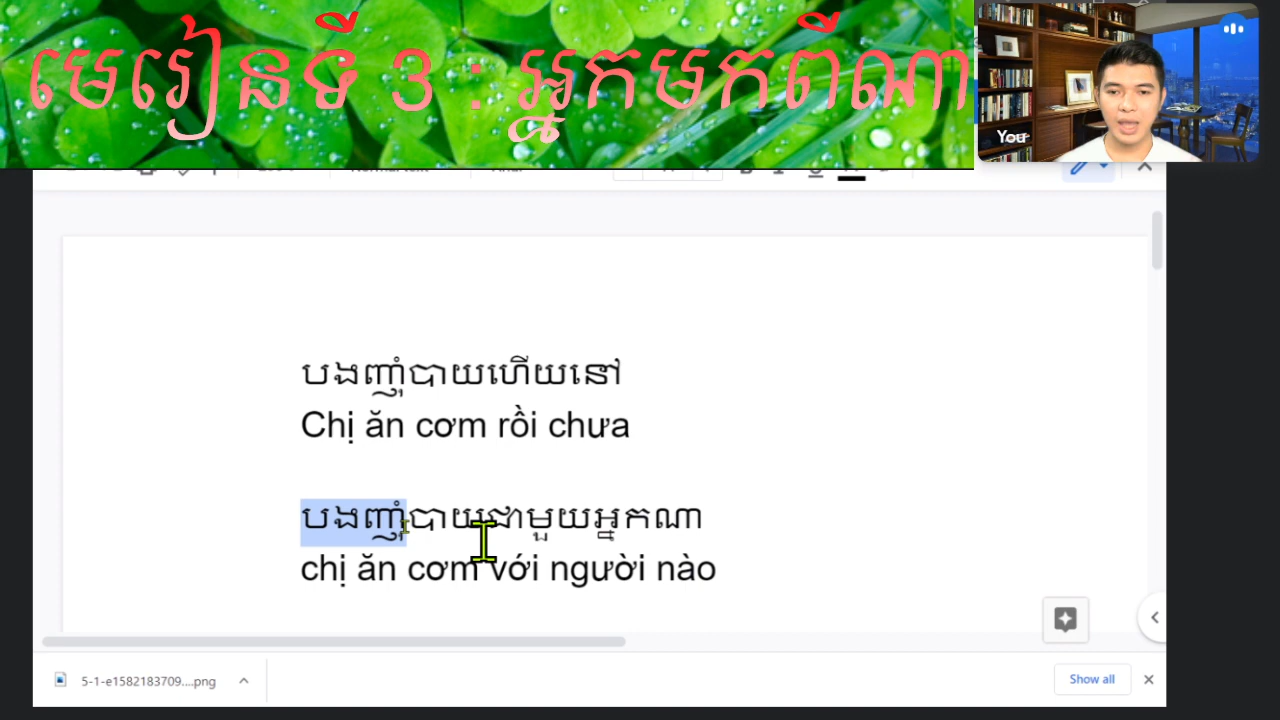 មេរៀនទី 3 : អ្នកមកពីណា
You
បងញ៉ាំបាយហើយនៅ
Chị ăn cơm rồi chưa
បងញ៉ាំបាយជាមួយអ្នកណា
chị ăn cơm với người nào
5-1-e1582183709....png
Show all